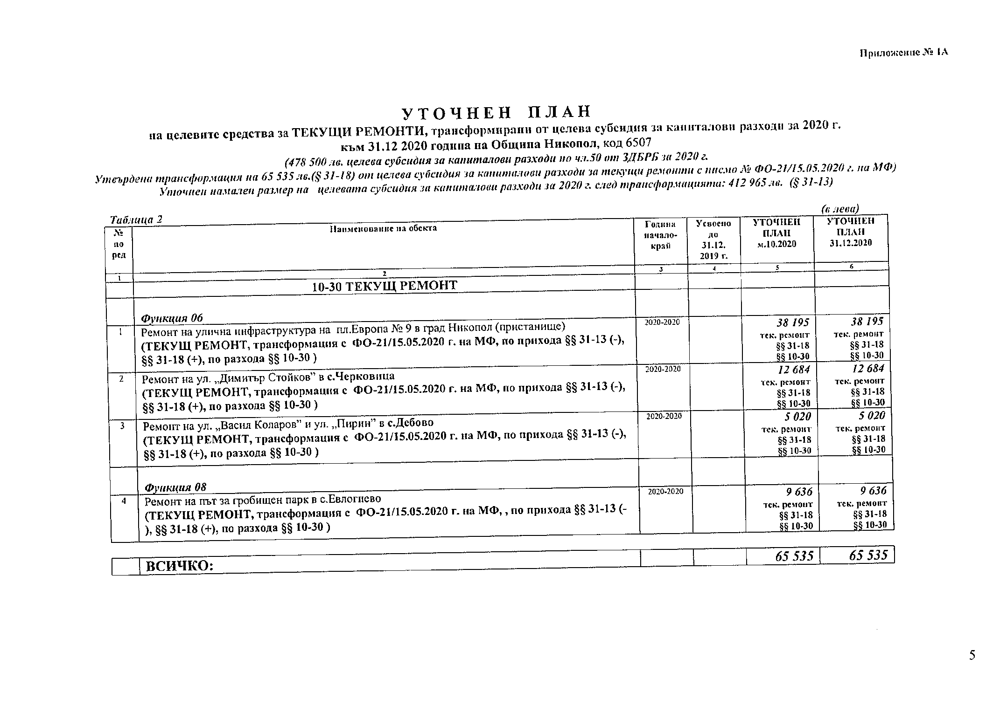 Приложение № 1А
УТОЧНЕН ПЛАН
на целевите средства за ТЕКУЩИ РЕМОНТИ, трансформирани от целева субсидия за капиталови разходи за 2020 г.
към 31.12 2020 година на Община Никопол, код 6507
(478 500 лв. целева субсидия за капиталови разходи по чл.50 от ЗДБРБ за 2020 г.
Утвърдена трансформация на 65 535 лв.(§ 31-18) от целева субсидия за капиталови разходи за текущи ремонти с писмо № ФО-21/15.05.2020 г. на МФ)
Уточнен намален размер на целевата субсидия за капиталови разходи за 2020 г. след трансформацията: 412 965 лв. (§ 31-13)
(в лева)
Таблица 2
№ по ред
Наименование на обекта
Година начало-край
Усвоено до 31.12. 2019 г.
УТОЧНЕН ПЛАН м.10.2020
УТОЧНЕН ПЛАН 31.12.2020
1 2 3 4 5 6
10-30 ТЕКУЩ РЕМОНТ
Функция 06
1 Ремонт на улична инфраструктура на пл.Европа № 9 в град Никопол (пристанище) 2020-2020 38 195 38 195
(ТЕКУЩ РЕМОНТ, трансформация с ФО-21/15.05.2020 г. на МФ, по прихода §§ 31-13 (-), тек. ремонт тек. ремонт
§§ 31-18 §§ 31-18
§§ 31-18 (+), по разхода §§ 10-30 ) §§ 10-30 §§ 10-30
2 Ремонт на ул. „Димитър Стойков” в с.Черковица 2020-2020 12 684 12 684
(ТЕКУЩ РЕМОНТ, трансформация с ФО-21/15.05.2020 г. на МФ, по прихода §§ 31-13 (-), тек. ремонт тек. ремонт
§§ 31-18 §§ 31-18
§§ 31-18 (+), по разхода §§ 10-30 ) §§ 10-30 §§ 10-30
3 Ремонт на ул. „Васил Коларов” и ул. „Пирин” в с.Дебово 2020-2020 5 020 5 020
(ТЕКУЩ РЕМОНТ, трансформация с ФО-21/15.05.2020 г. на МФ, по прихода §§ 31-13 (-), тек. ремонт тек. ремонт
§§ 31-18 §§ 31-18
§§ 31-18 (+), по разхода §§ 10-30 ) §§ 10-30 §§ 10-30
Функция 08
4 Ремонт на път за гробищен парк в с.Евлогиево 2020-2020 9 636 9 636
(ТЕКУЩ РЕМОНТ, трансформация с ФО-21/15.05.2020 г. на МФ, , по прихода §§ 31-13 (- тек. ремонт тек. ремонт
§§ 31-18 §§ 31-18
), §§ 31-18 (+), по разхода §§ 10-30 ) §§ 10-30 §§ 10-30
ВСИЧКО: 65 535 65 535
5